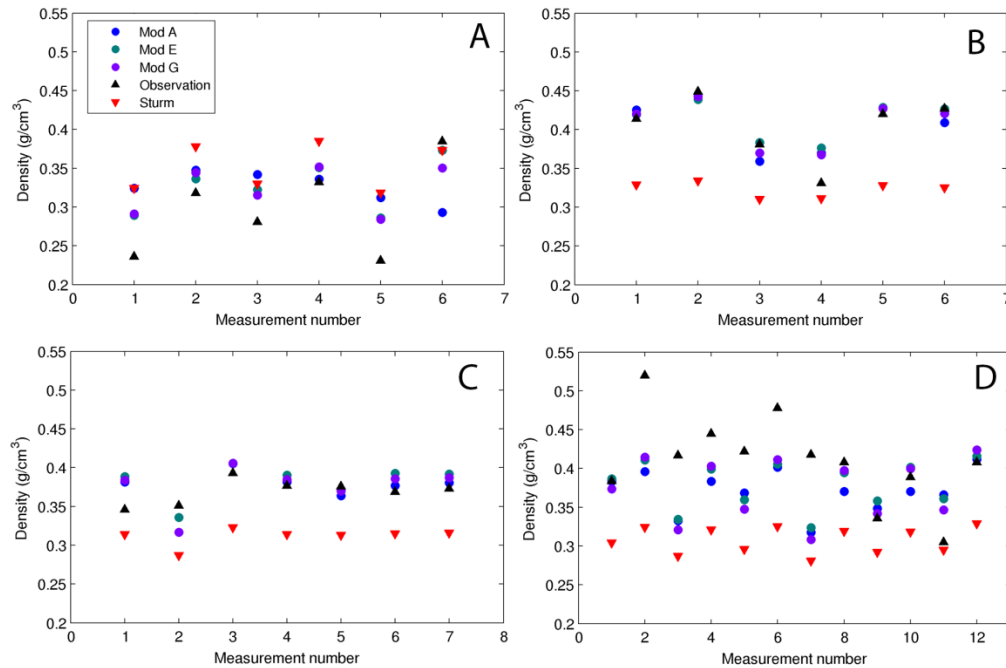 A
Mod A
Mod E
Mod G
Observation
Sturm
Density (g/cm³)
0.55
0.5
0.45
0.4
0.35
0.3
0.25
0.2
0 1 2 3 4 5 6 7
Measurement number
B
Density (g/cm³)
0.55
0.5
0.45
0.4
0.35
0.3
0.25
0.2
0 1 2 3 4 5 6 7
Measurement number
C
Density (g/cm³)
0.55
0.5
0.45
0.4
0.35
0.3
0.25
0.2
0 1 2 3 4 5 6 7 8
Measurement number
D
Density (g/cm³)
0.55
0.5
0.45
0.4
0.35
0.3
0.25
0.2
0 2 4 6 8 10 12
Measurement number